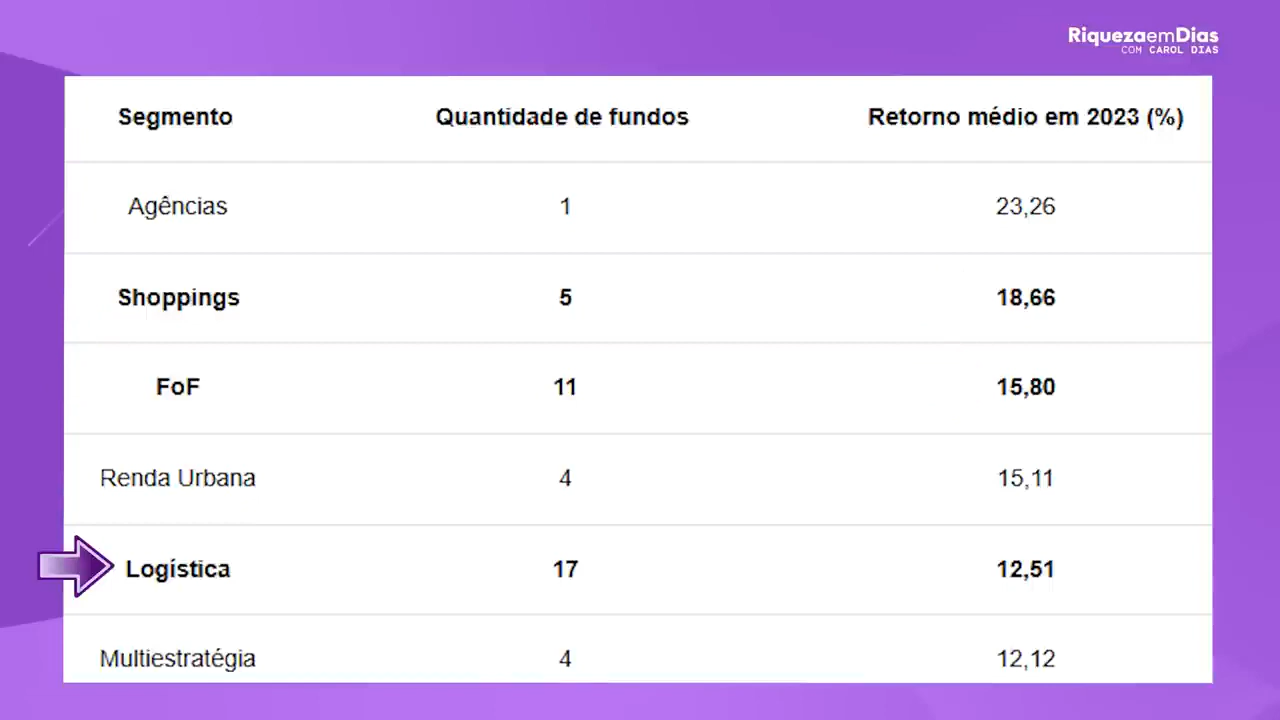 RiquezaemDias
COM CAROL DIAS
Segmento Quantidade de fundos Retorno médio em 2023 (%)
Agências 1 23,26
Shoppings 5 18,66
FoF 11 15,80
Renda Urbana 4 15,11
Logística 17 12,51
Multiestratégia 4 12,12